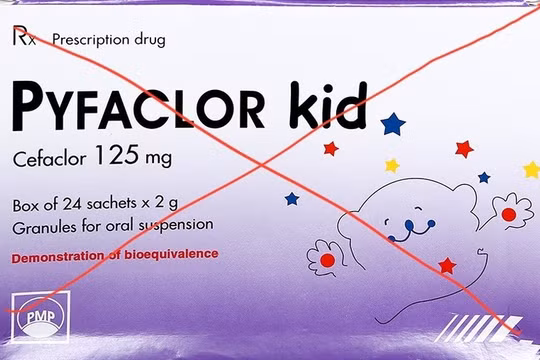 Rx Prescription drug
PYFACLOR kid
Cefaclor 125 mg
Box of 24 sachets x 2 g
Granules for oral suspension
Demonstration of bioequivalence
PMP